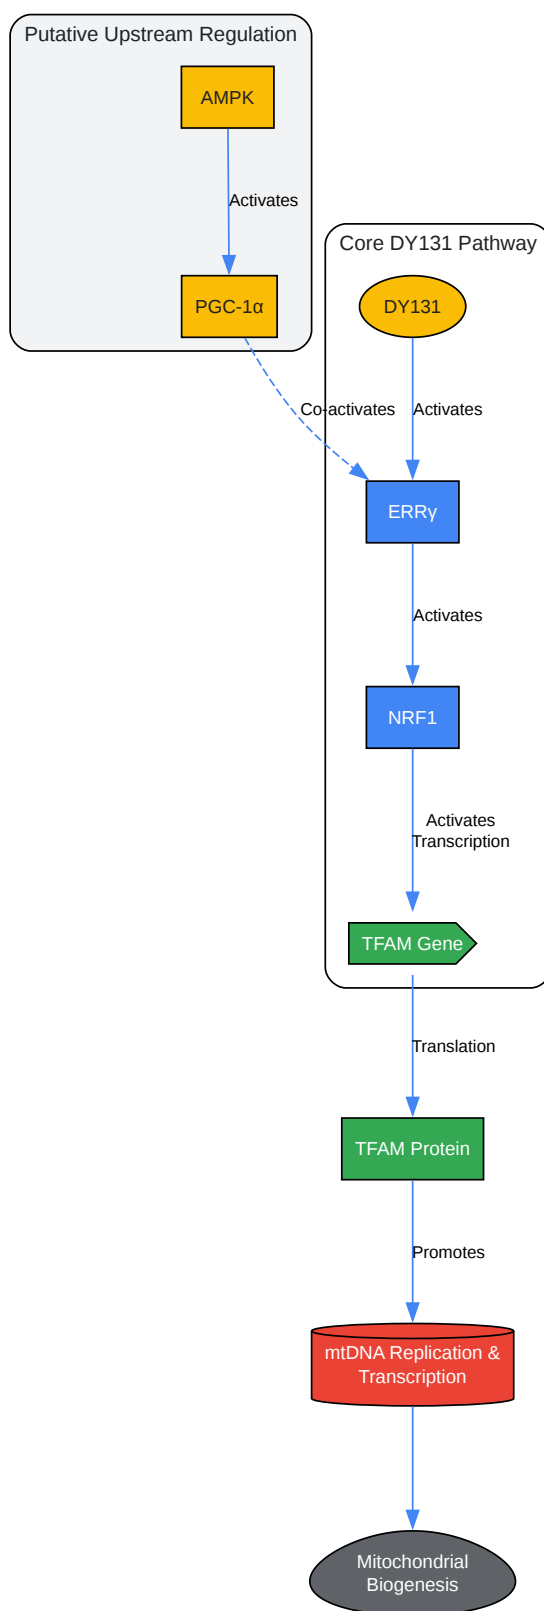 Putative Upstream Regulation
AMPK
Activates
Core DY131 Pathway
PGC-1α
DY131
Co-activates
Activates
ERRγ
Activates
NRF1
Activates
Transcription
TFAM Gene
Translation
TFAM Protein
Promotes
mtDNA Replication &
Transcription
Mitochondrial
Biogenesis